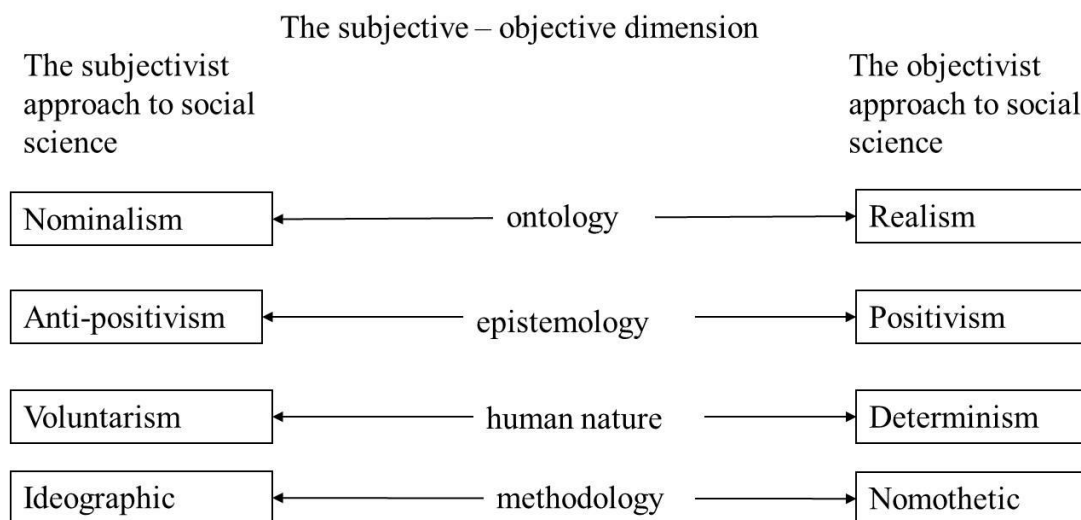 The subjective – objective dimension
The subjectivist
approach to social
science
The objectivist
approach to social
science
Nominalism
ontology
Realism
Anti-positivism
epistemology
Positivism
Voluntarism
human nature
Determinism
Ideographic
methodology
Nomothetic